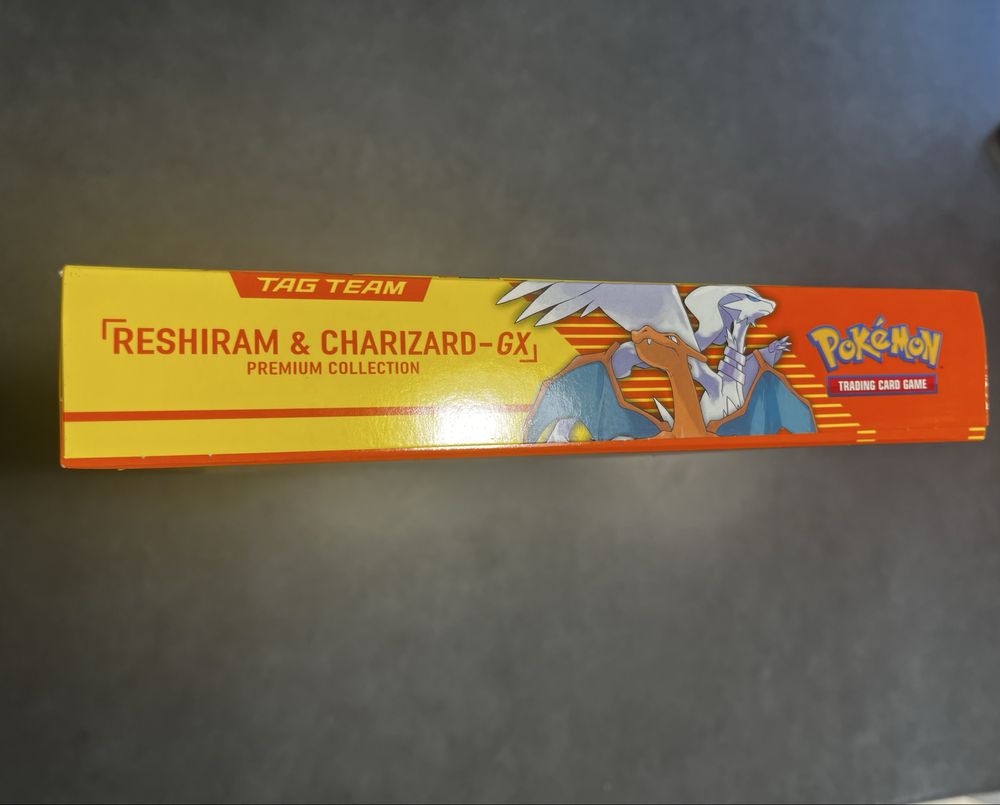 TAG TEAM
RESHIRAM & CHARIZARD-GX
PREMIUM COLLECTION
POKéMON
TRADING CARD GAME